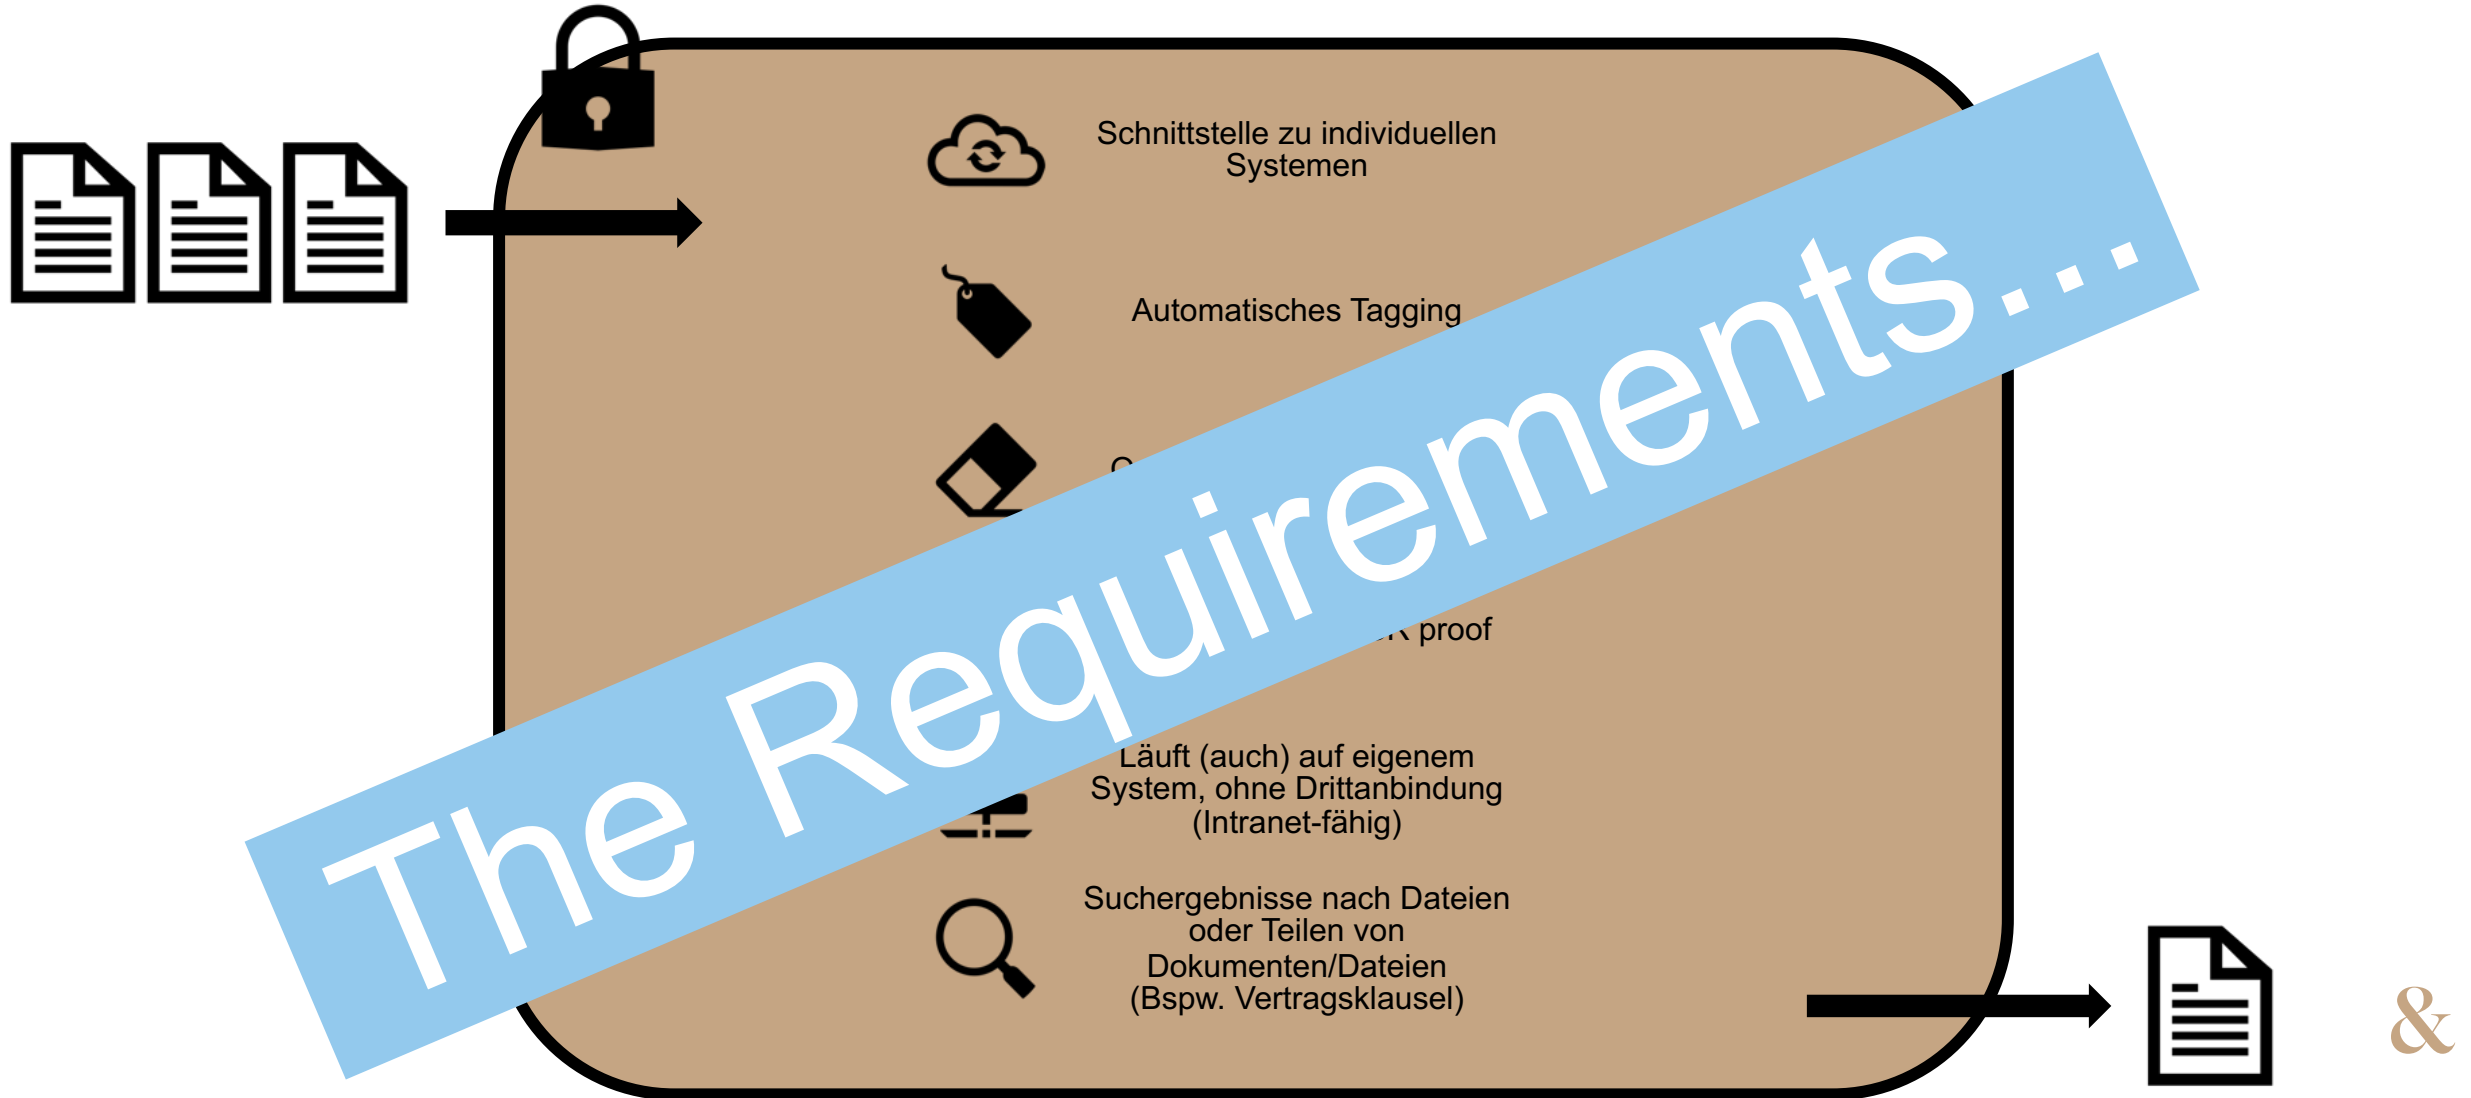 Schnittstelle zu individuellen
Systemen
Automatisches Tagging
The Requirements...
proof
Läuft (auch) auf eigenem
System, ohne Drittanbindung
(Intranet-fähig)
Suchergebnisse nach Dateien
oder Teilen von
Dokumenten/Dateien
(Bspw. Vertragsklausel)
&